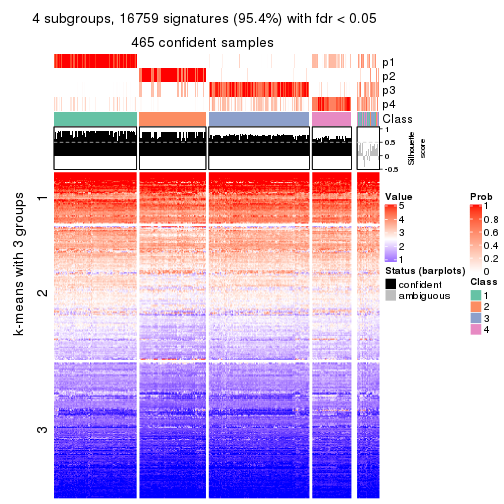 4 subgroups, 16759 signatures (95.4%) with fdr < 0.05
465 confident samples
p1
p2
p3
p4
Class
1
0.5
0
-0.5
Silhouette
score
k-means with 3 groups
1
2
3
Value
5
4
3
2
1
Status (barplots)
confident
ambiguous
Prob
1
0.8
0.6
0.4
0.2
0
Class
1
2
3
4